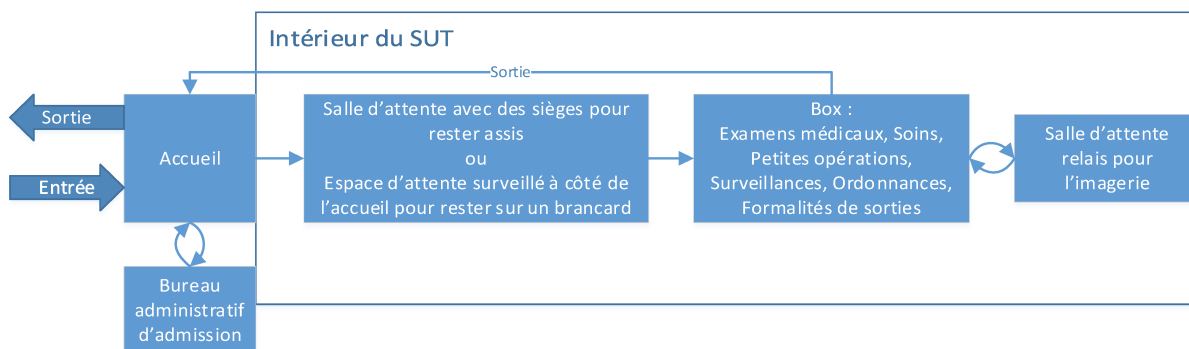 Intérieur du SUT
Sortie
Sortie
Entrée
Accueil
Bureau
administratif
d'admission
Salle d'attente avec des sièges pour
rester assis
ou
Espace d'attente surveillé à côté de
l'accueil pour rester sur un brancard
Box :
Examens médicaux, Soins,
Petites opérations,
Surveillances, Ordonnances,
Formalités de sorties
Salle d'attente
relais pour
l'imagerie